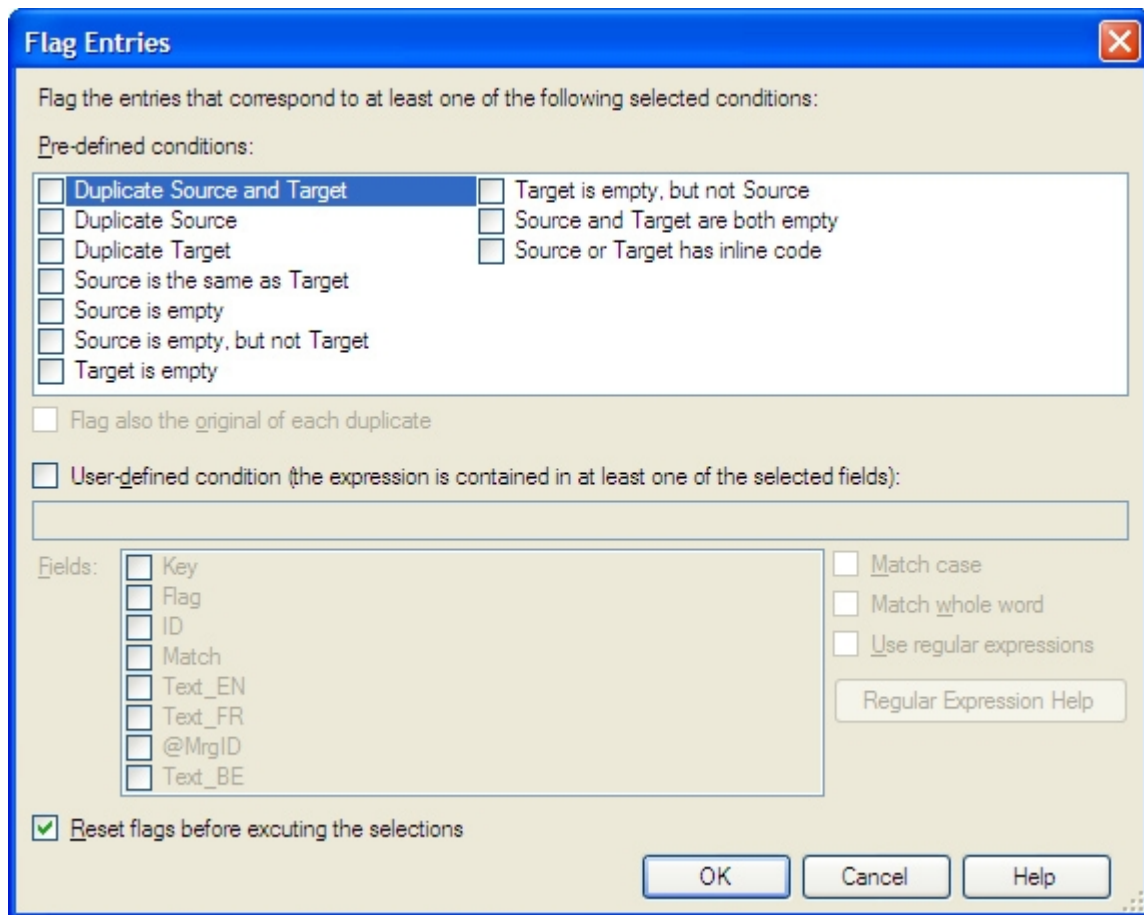 Flag Entries
Flag the entries that correspond to at least one of the following selected conditions:
Pre-defined conditions:
Duplicate Source and Target
Duplicate Source
Duplicate Target
Source is the same as Target
Source is empty
Source is empty, but not Target
Target is empty
Target is empty, but not Source
Source and Target are both empty
Source or Target has inline code
Flag also the original of each duplicate
User-defined condition (the expression is contained in at least one of the selected fields):
Fields:
Key
Flag
ID
Match
Text_EN
Text_FR
@MrgID
Text_BE
Match case
Match whole word
Use regular expressions
Regular Expression Help
Reset flags before excuting the selections
OK
Cancel
Help